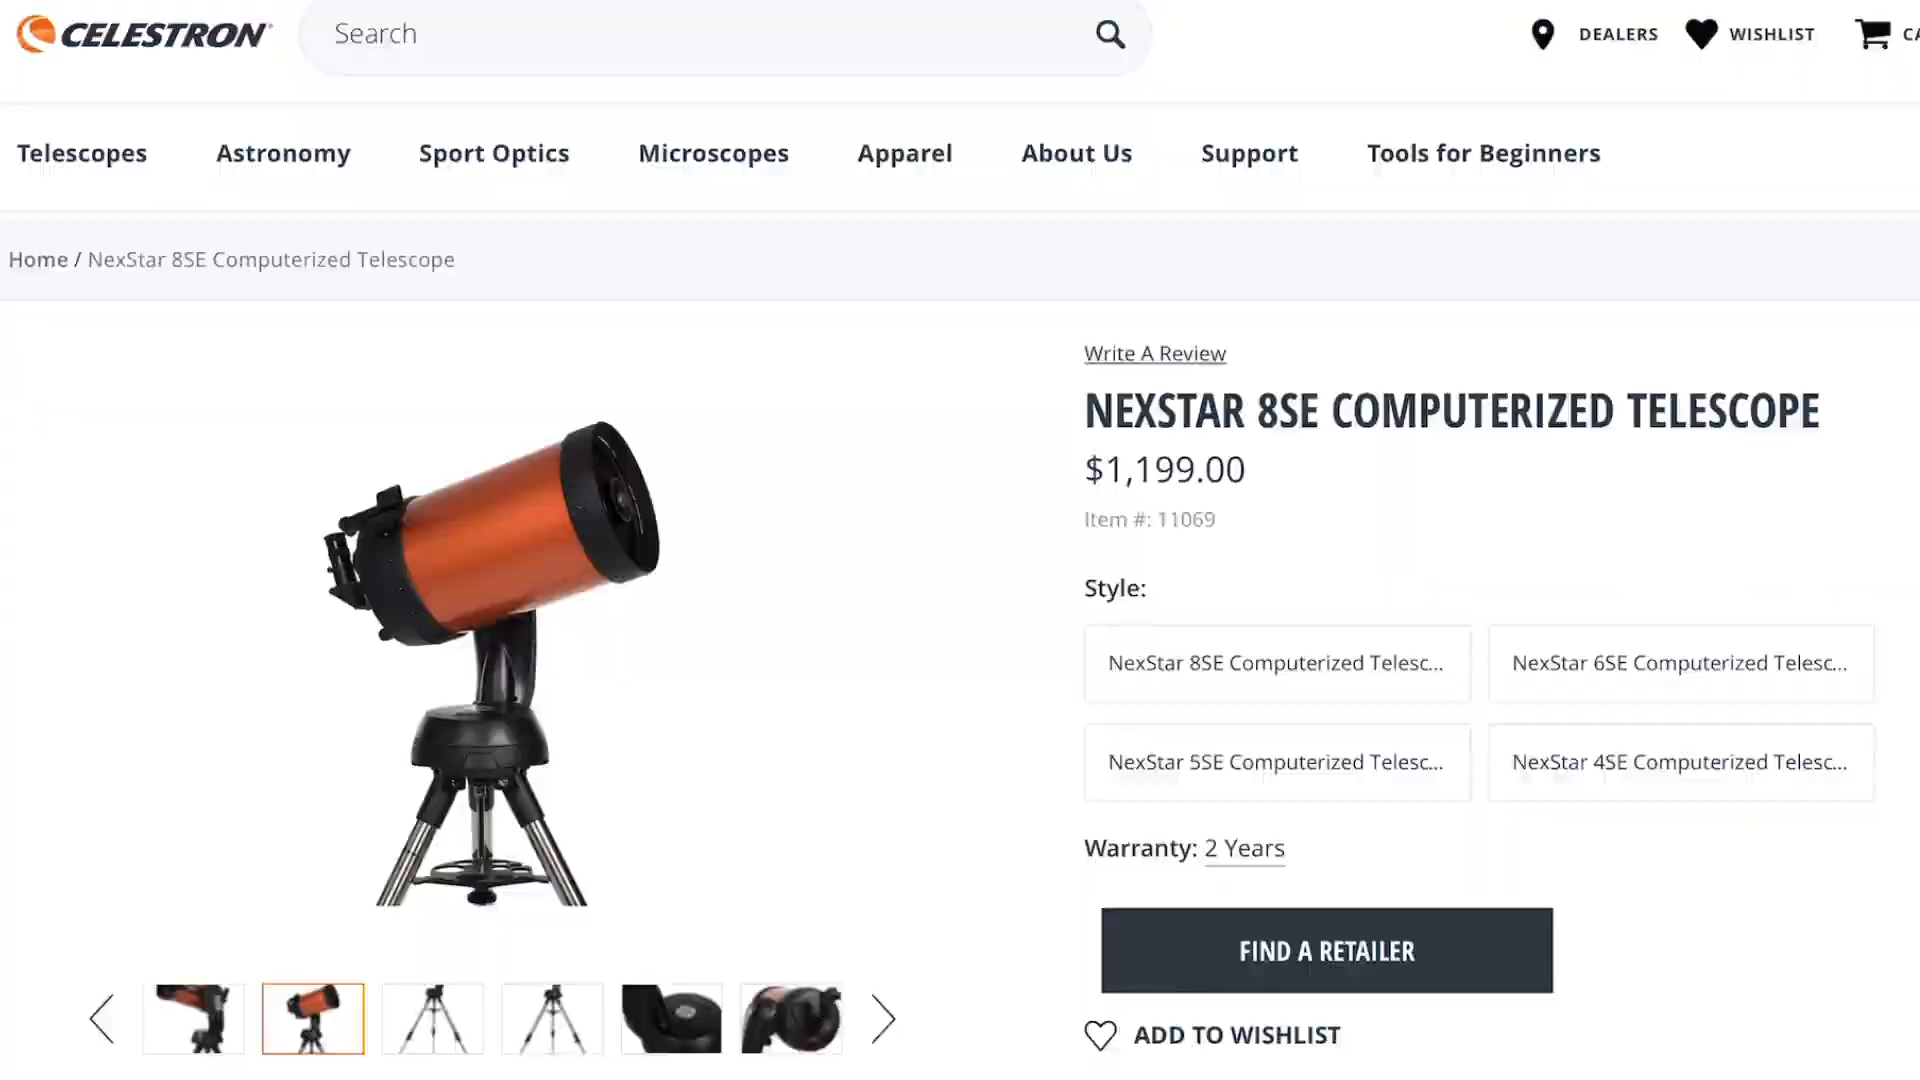 CELESTRON
Search
DEALERS
WISHLIST
Telescopes
Astronomy
Sport Optics
Microscopes
Apparel
About Us
Support
Tools for Beginners
Home / NexStar 8SE Computerized Telescope
Write A Review
NEXSTAR 8SE COMPUTERIZED TELESCOPE
$1,199.00
Item #: 11069
Style:
NexStar 8SE Computerized Telesc...
NexStar 6SE Computerized Telesc...
NexStar 5SE Computerized Telesc...
NexStar 4SE Computerized Telesc...
Warranty: 2 Years
FIND A RETAILER
ADD TO WISHLIST